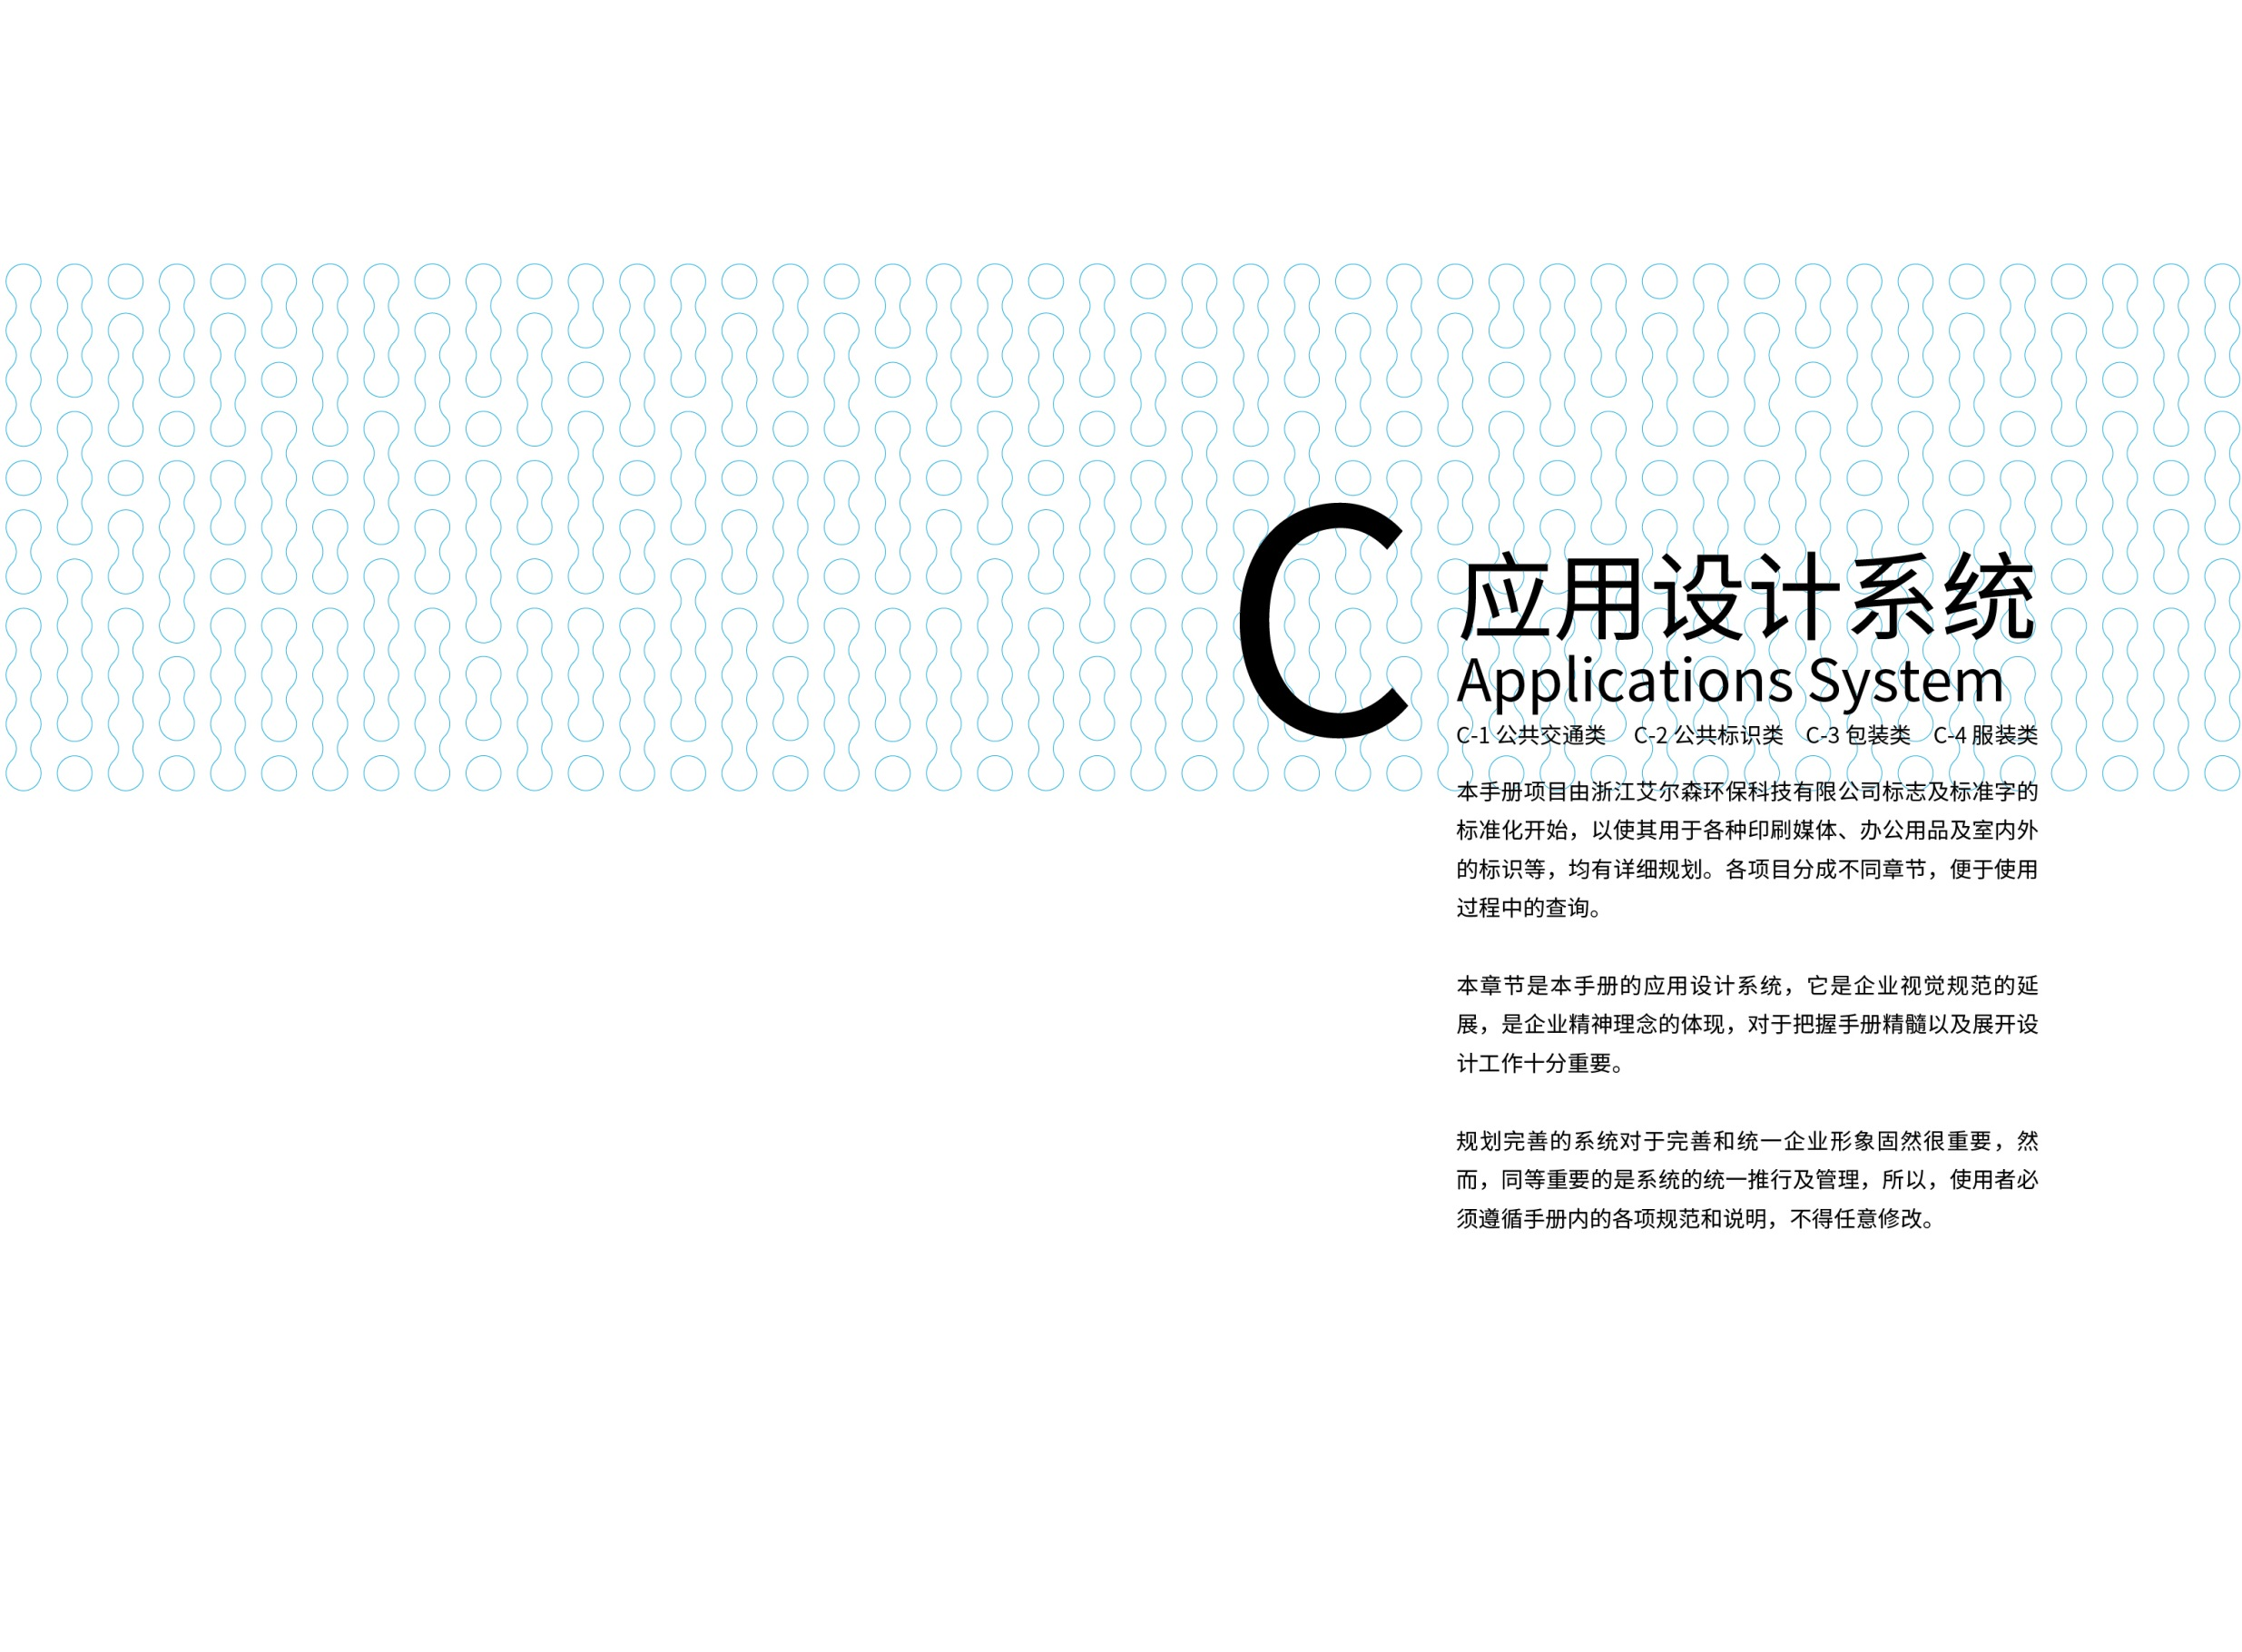 C
应用设计系统
Applications System
C-1 公共交通类 C-2 公共标识类 C-3 包装类 C-4 服装类
本手册项目由浙江艾尔森环保科技有限公司标志及标准字的
标准化开始，以使其用于各种印刷媒体、办公用品及室内外
的标识等，均有详细规划。各项目分成不同章节，便于使用
过程中的查询。
本章节是本手册的应用设计系统，它是企业视觉规范的延
展，是企业精神理念的体现，对于把握手册精髓以及展开设
计工作十分重要。
规划完善的系统对于完善和统一企业形象固然很重要，然
而，同等重要的是系统的统一推行及管理，所以，使用者必
须遵循手册内的各项规范和说明，不得任意修改。